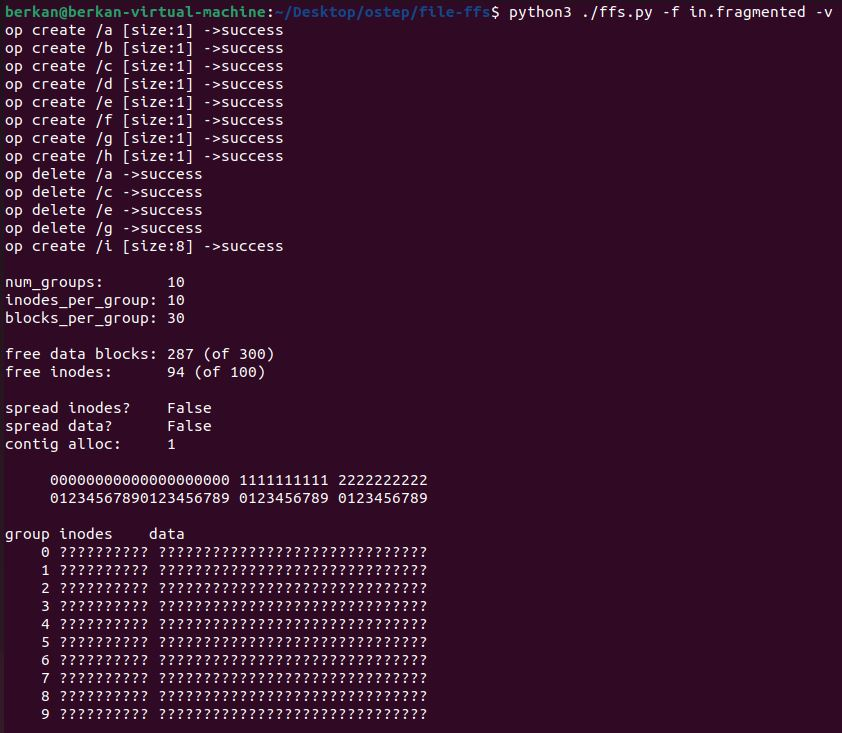 berkan@berkan-virtual-machine:~/Desktop/ostep/file-ffs$ python3 ./ffs.py -f in.fragmented -v
op create /a [size:1] ->success
op create /b [size:1] ->success
op create /c [size:1] ->success
op create /d [size:1] ->success
op create /e [size:1] ->success
op create /f [size:1] ->success
op create /g [size:1] ->success
op create /h [size:1] ->success
op delete /a ->success
op delete /c ->success
op delete /e ->success
op delete /g ->success
op create /i [size:8] ->success

num_groups:       10
inodes_per_group: 10
blocks_per_group: 30

free data blocks: 287 (of 300)
free inodes:      94 (of 100)

spread inodes?    False
spread data?      False
contig alloc:     1

     00000000000000000000 1111111111 2222222222
     01234567890123456789 0123456789 0123456789

group inodes    data
    0 ?????????? ??????????????????????????????
    1 ?????????? ??????????????????????????????
    2 ?????????? ??????????????????????????????
    3 ?????????? ??????????????????????????????
    4 ?????????? ??????????????????????????????
    5 ?????????? ??????????????????????????????
    6 ?????????? ??????????????????????????????
    7 ?????????? ??????????????????????????????
    8 ?????????? ??????????????????????????????
    9 ?????????? ??????????????????????????????